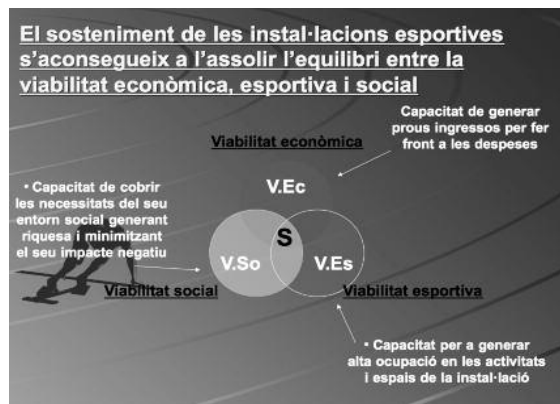 El sosteniment de les instal·lacions esportives
s’aconsegueix a l’assolir l’equilibri entre la
viabilitat econòmica, esportiva i social
Capacitat de generar
prous ingressos per fer
front a les despeses
Viabilitat econòmica
V.Ec
• Capacitat de cobrir
les necessitats del seu
entorn social generant
riquesa i minimitzant
el seu impacte negatiu
S
V.So
V.Es
Viabilitat social
Viabilitat esportiva
• Capacitat per a generar
alta ocupació en les activitats
i espais de la instal·lació